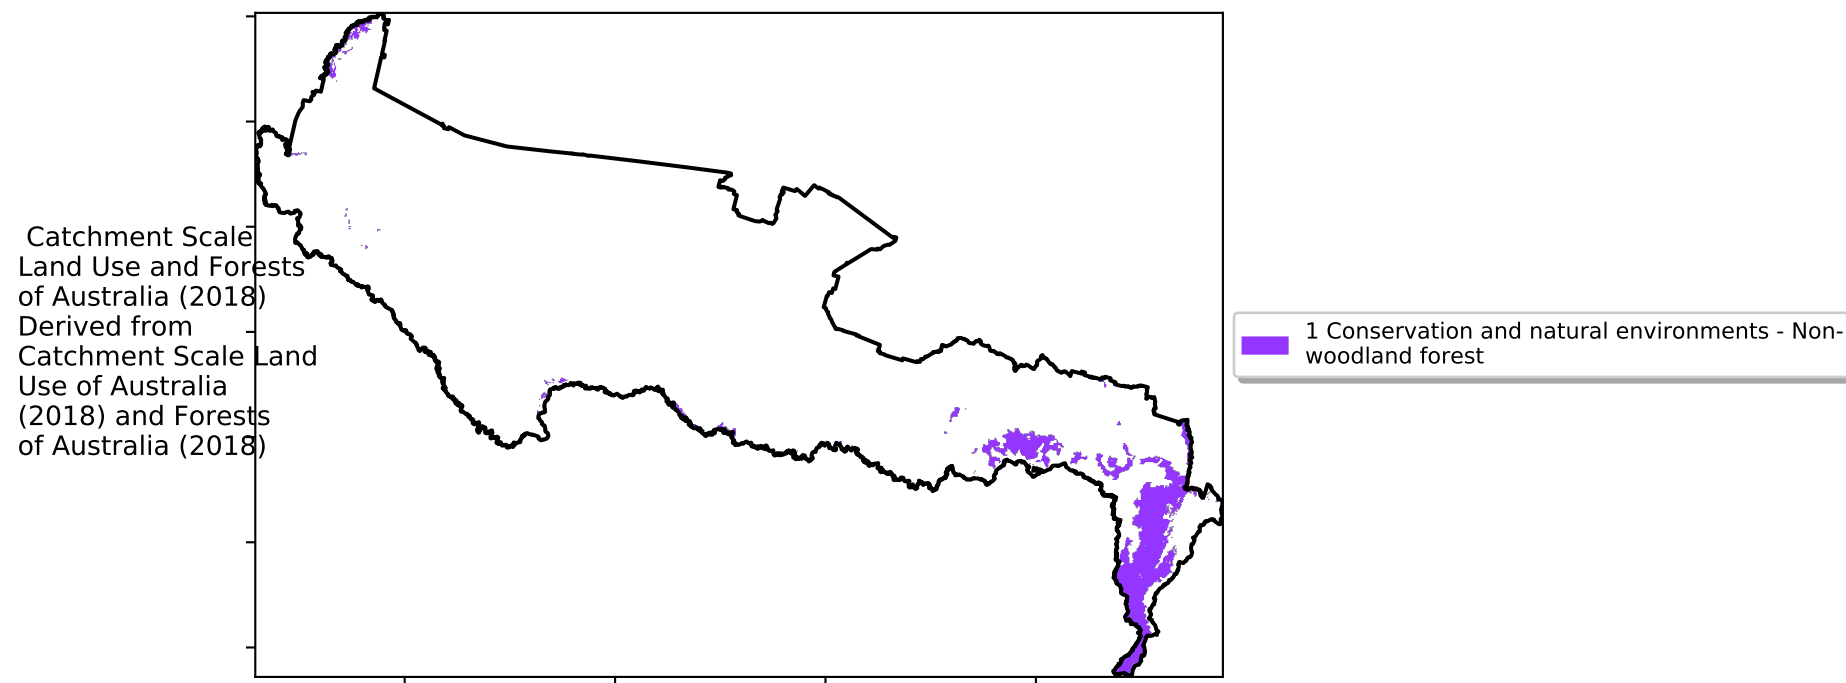 Catchment Scale
Land Use and Forests
of Australia (2018)
Derived from
Catchment Scale Land
Use of Australia
(2018) and Forests
of Australia (2018)
1 Conservation and natural environments - Non-
woodland forest